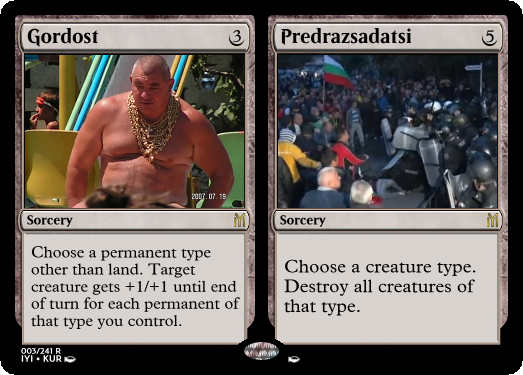 Gordost 3
2007.07.19
Sorcery
Choose a permanent type
other than land. Target
creature gets +1/+1 until end
of turn for each permanent of
that type you control.
003/241 R
IYI • KUR
Predrazsadatsi 5
Sorcery
Choose a creature type.
Destroy all creatures of
that type.